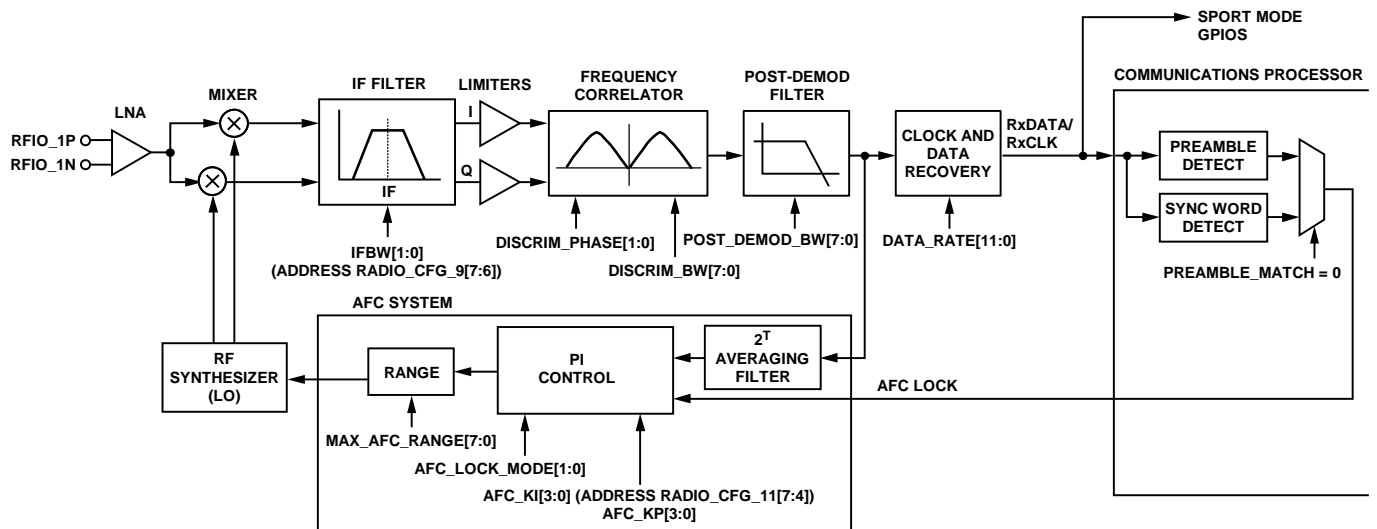 SPORT MODE
GPIOS
COMMUNICATIONS PROCESSOR
LNA
MIXER
IF FILTER
LIMITERS
FREQUENCY
CORRELATOR
POST-DEMOD
FILTER
RFIO_1P
RFIO_1N
I
Q
IF
CLOCK AND
DATA
RECOVERY
RxDATA/
RxCLK
PREAMBLE
DETECT
SYNC WORD
DETECT
IFBW[1:0]
(ADDRESS RADIO_CFG_9[7:6])
DISCRIM_PHASE[1:0]
DISCRIM_BW[7:0]
POST_DEMOD_BW[7:0]
DATA_RATE[11:0]
PREAMBLE_MATCH = 0
AFC SYSTEM
RF
SYNTHESIZER
(LO)
RANGE
PI
CONTROL
2T
AVERAGING
FILTER
AFC LOCK
MAX_AFC_RANGE[7:0]
AFC_LOCK_MODE[1:0]
AFC_KI[3:0] (ADDRESS RADIO_CFG_11[7:4])
AFC_KP[3:0]